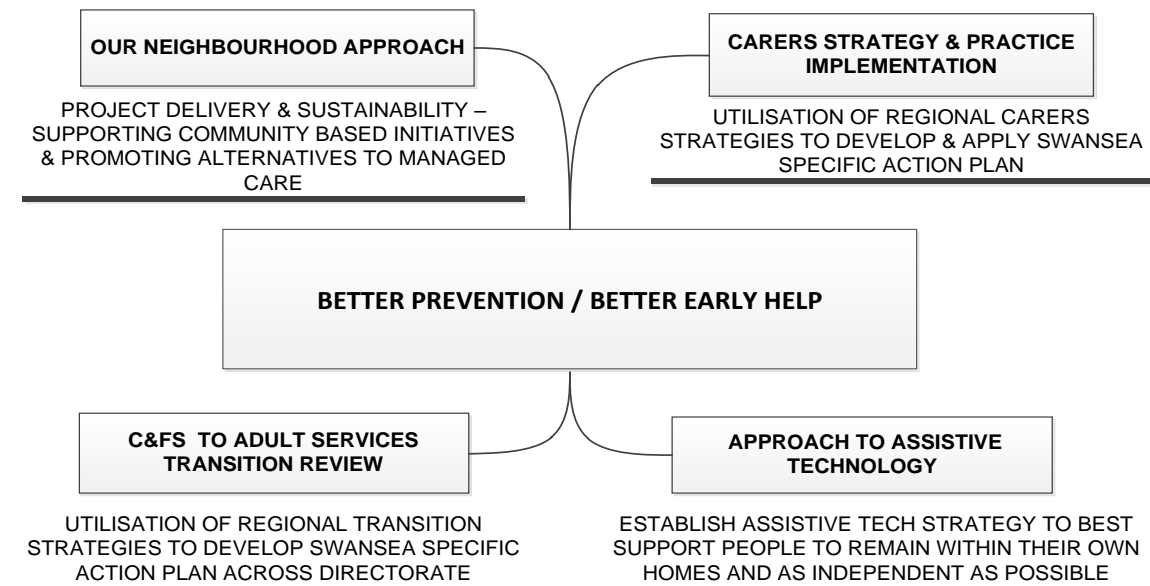 OUR NEIGHBOURHOOD APPROACH
PROJECT DELIVERY & SUSTAINABILITY –
SUPPORTING COMMUNITY BASED INITIATIVES
& PROMOTING ALTERNATIVES TO MANAGED
CARE
CARERS STRATEGY & PRACTICE
IMPLEMENTATION
UTILISATION OF REGIONAL CARERS
STRATEGIES TO DEVELOP & APPLY SWANSEA
SPECIFIC ACTION PLAN
BETTER PREVENTION / BETTER EARLY HELP
C&FS TO ADULT SERVICES
TRANSITION REVIEW
UTILISATION OF REGIONAL TRANSITION
STRATEGIES TO DEVELOP SWANSEA SPECIFIC
ACTION PLAN ACROSS DIRECTORATE
APPROACH TO ASSISTIVE
TECHNOLOGY
ESTABLISH ASSISTIVE TECH STRATEGY TO BEST
SUPPORT PEOPLE TO REMAIN WITHIN THEIR OWN
HOMES AND AS INDEPENDENT AS POSSIBLE